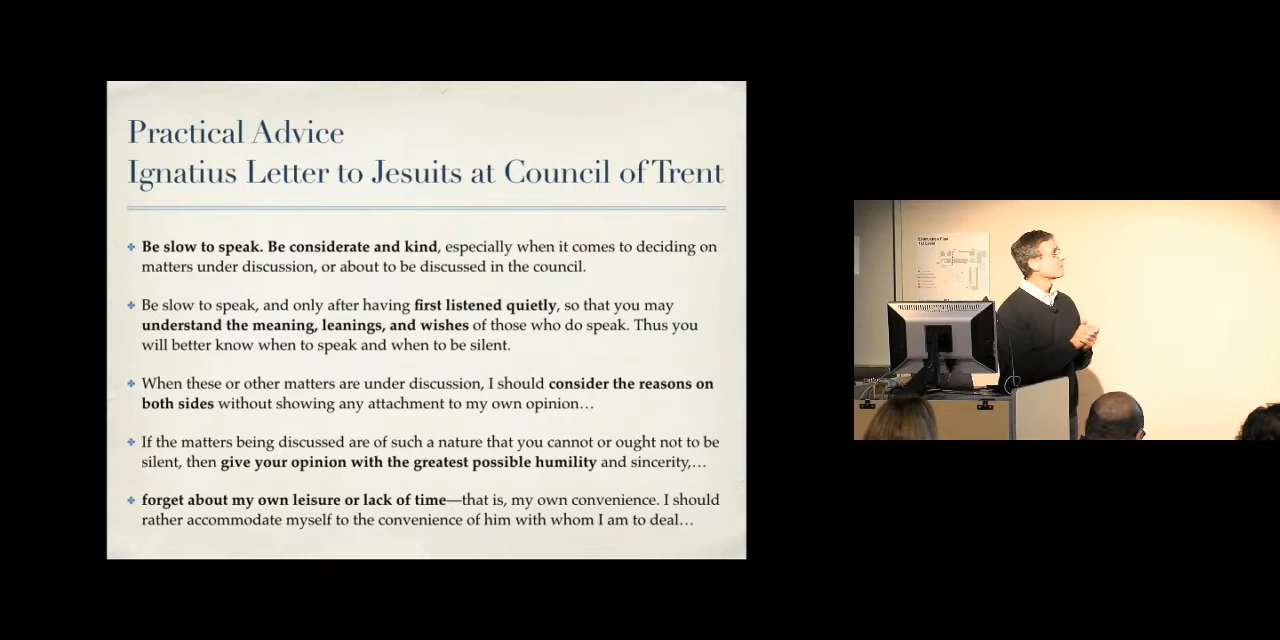 Practical Advice
Ignatius Letter to Jesuits at Council of Trent
Be slow to speak. Be considerate and kind, especially when it comes to deciding on
matters under discussion, or about to be discussed in the council.
Be slow to speak, and only after having first listened quietly, so that you may
understand the meaning, leanings, and wishes of those who do speak. Thus you
will better know when to speak and when to be silent.
When these or other matters are under discussion, I should consider the reasons on
both sides without showing any attachment to my own opinion…
If the matters being discussed are of such a nature that you cannot or ought not to be
silent, then give your opinion with the greatest possible humility and sincerity,…
forget about my own leisure or lack of time—that is, my own convenience. I should
rather accommodate myself to the convenience of him with whom I am to deal…
Evacuation Plan
1st Level